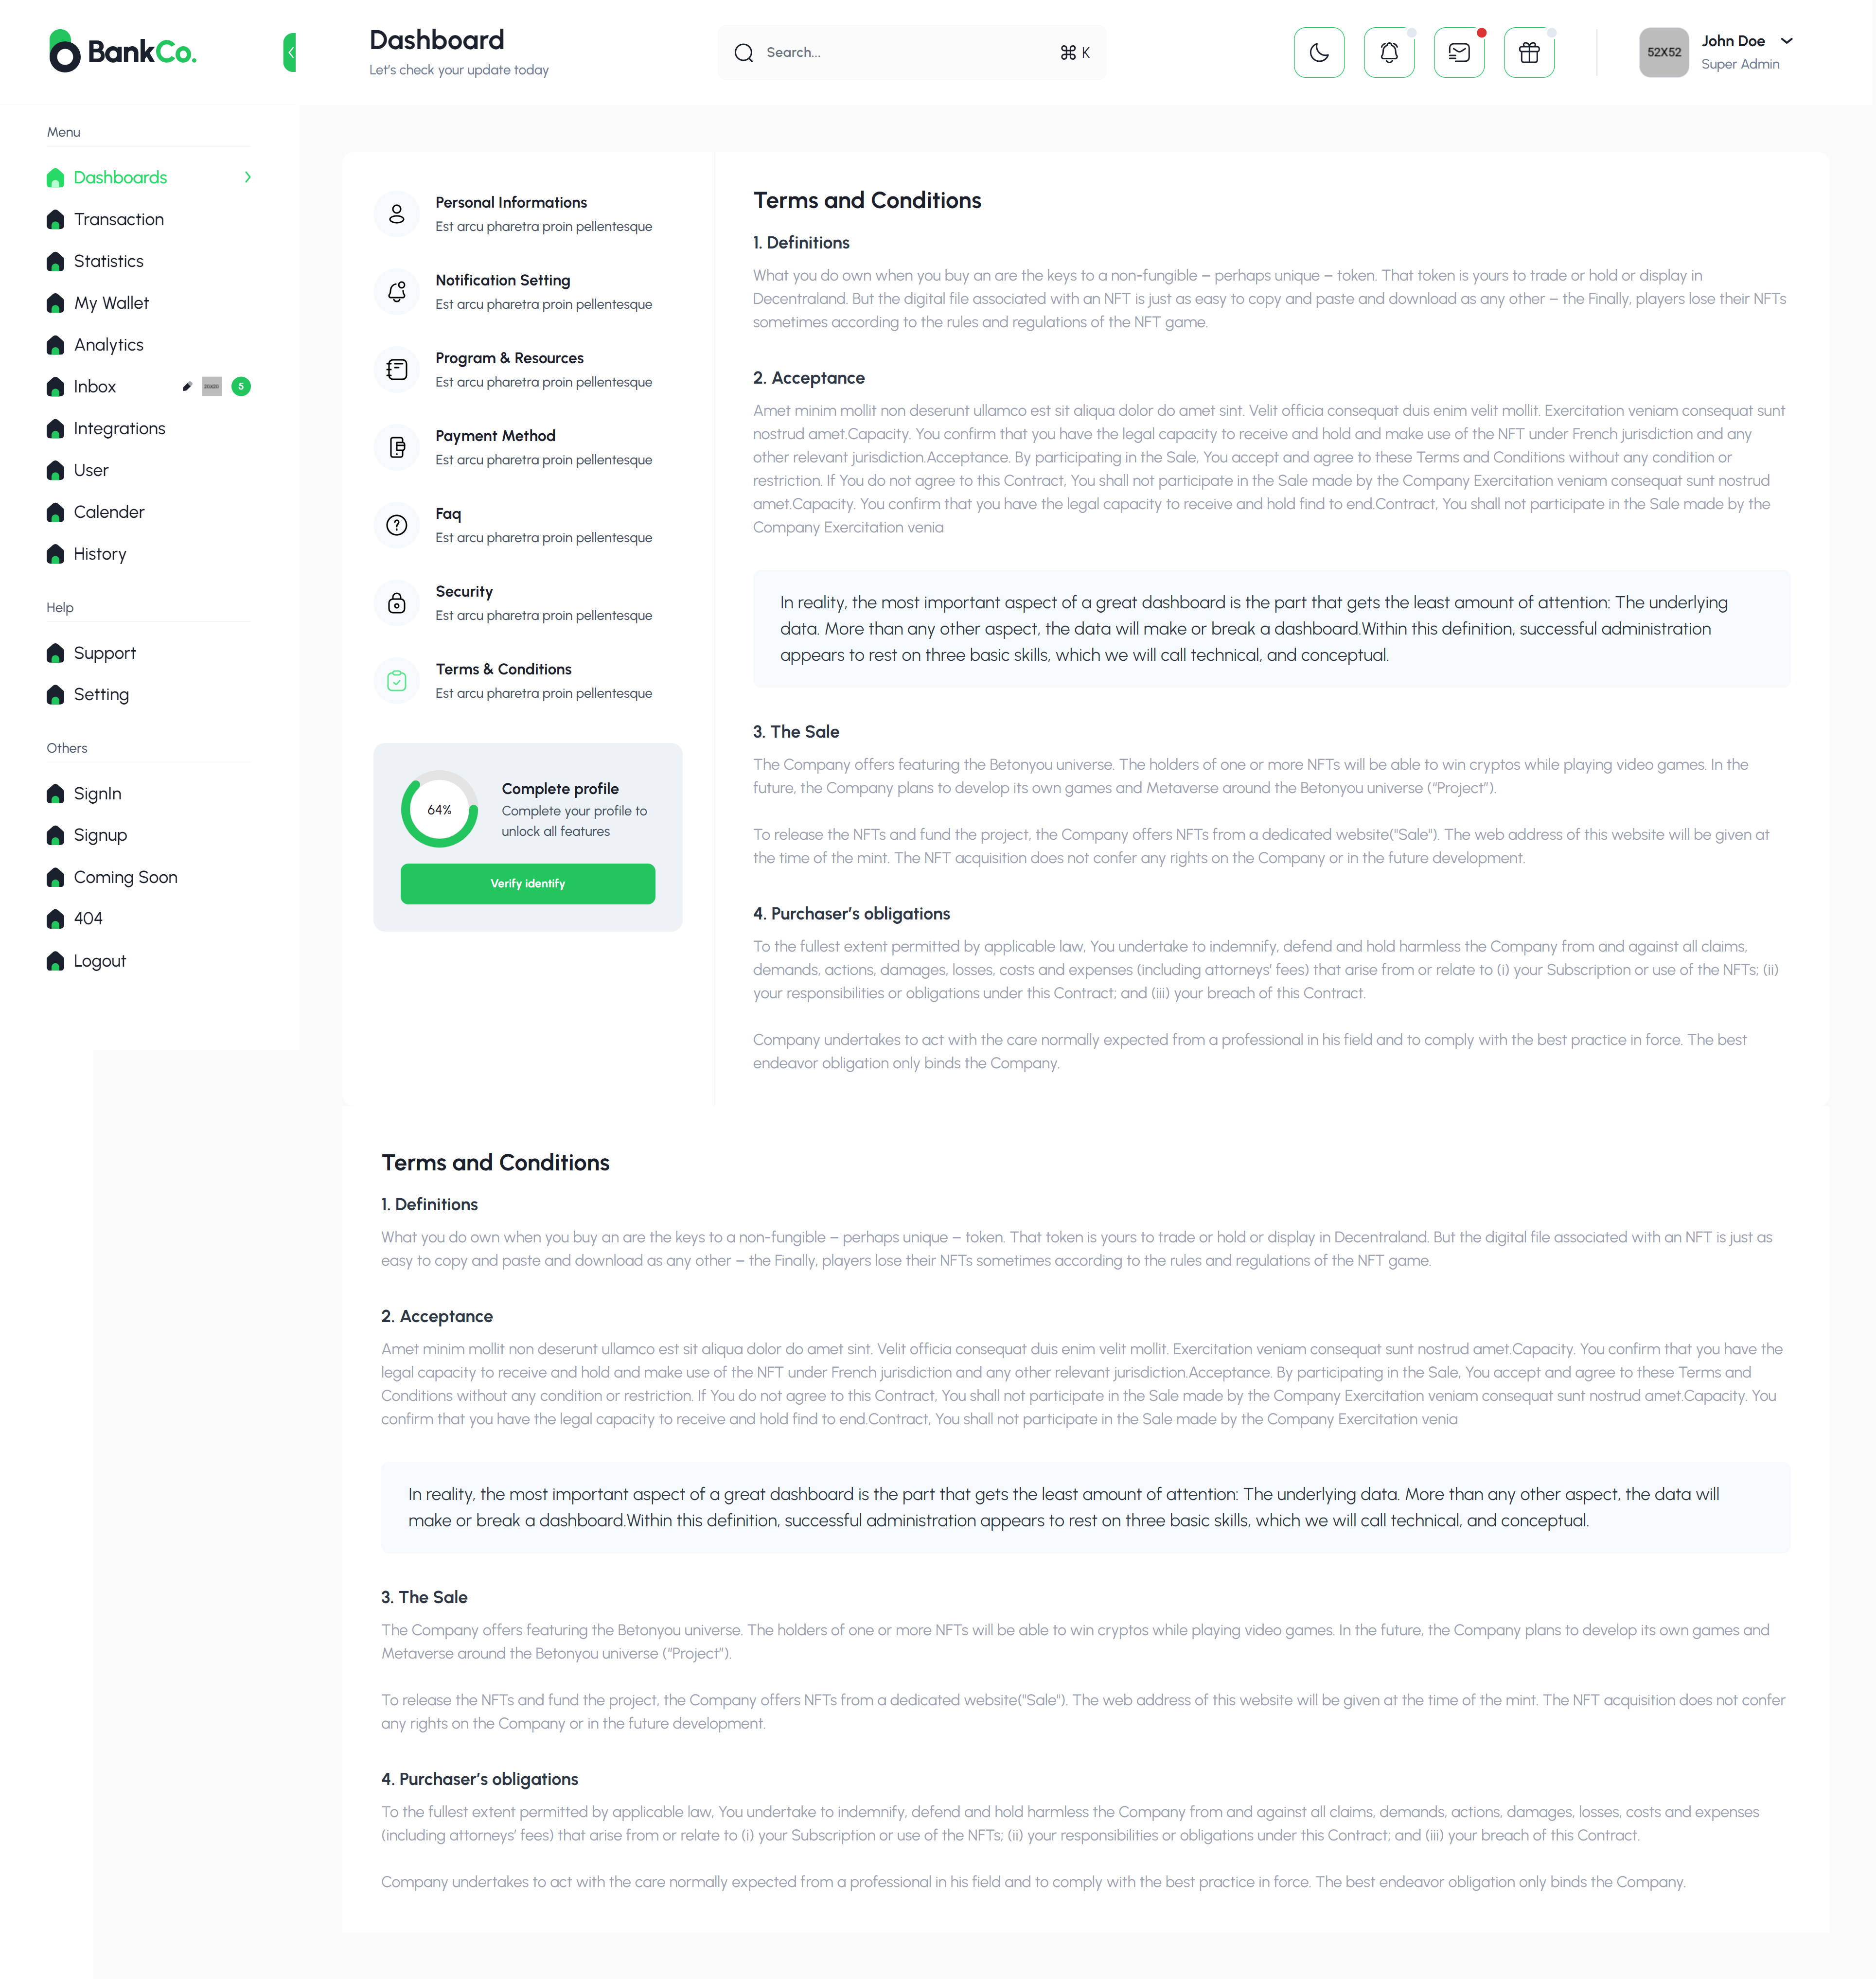 BankCo.
Dashboard
Let's check your update today
Search...
⌘ K
52X52
John Doe
Super Admin
Menu
Dashboards
Transaction
Statistics
My Wallet
Analytics
Inbox
5
Integrations
User
Calender
History
Help
Support
Setting
Others
SignIn
Signup
Coming Soon
404
Logout
Personal Informations
Est arcu pharetra proin pellentesque
Notification Setting
Est arcu pharetra proin pellentesque
Program & Resources
Est arcu pharetra proin pellentesque
Payment Method
Est arcu pharetra proin pellentesque
Faq
Est arcu pharetra proin pellentesque
Security
Est arcu pharetra proin pellentesque
Terms & Conditions
Est arcu pharetra proin pellentesque
64%
Complete profile
Complete your profile to
unlock all features
Verify identify
Terms and Conditions
1. Definitions
What you do own when you buy an are the keys to a non-fungible – perhaps unique – token. That token is yours to trade or hold or display in
Decentraland. But the digital file associated with an NFT is just as easy to copy and paste and download as any other – the Finally, players lose their NFTs
sometimes according to the rules and regulations of the NFT game.
2. Acceptance
Amet minim mollit non deserunt ullamco est sit aliqua dolor do amet sint. Velit officia consequat duis enim velit mollit. Exercitation veniam consequat sunt
nostrud amet.Capacity. You confirm that you have the legal capacity to receive and hold and make use of the NFT under French jurisdiction and any
other relevant jurisdiction.Acceptance. By participating in the Sale, You accept and agree to these Terms and Conditions without any condition or
restriction. If You do not agree to this Contract, You shall not participate in the Sale made by the Company Exercitation veniam consequat sunt nostrud
amet.Capacity. You confirm that you have the legal capacity to receive and hold find to end.Contract, You shall not participate in the Sale made by the
Company Exercitation venia
In reality, the most important aspect of a great dashboard is the part that gets the least amount of attention: The underlying
data. More than any other aspect, the data will make or break a dashboard.Within this definition, successful administration
appears to rest on three basic skills, which we will call technical, and conceptual.
3. The Sale
The Company offers featuring the Betonyou universe. The holders of one or more NFTs will be able to win cryptos while playing video games. In the
future, the Company plans to develop its own games and Metaverse around the Betonyou universe (“Project”).
To release the NFTs and fund the project, the Company offers NFTs from a dedicated website("Sale"). The web address of this website will be given at
the time of the mint. The NFT acquisition does not confer any rights on the Company or in the future development.
4. Purchaser’s obligations
To the fullest extent permitted by applicable law, You undertake to indemnify, defend and hold harmless the Company from and against all claims,
demands, actions, damages, losses, costs and expenses (including attorneys' fees) that arise from or relate to (i) your Subscription or use of the NFTs; (ii)
your responsibilities or obligations under this Contract; and (iii) your breach of this Contract.
Company undertakes to act with the care normally expected from a professional in his field and to comply with the best practice in force. The best
endeavor obligation only binds the Company.
Terms and Conditions
1. Definitions
What you do own when you buy an are the keys to a non-fungible – perhaps unique – token. That token is yours to trade or hold or display in Decentraland. But the digital file associated with an NFT is just as
easy to copy and paste and download as any other – the Finally, players lose their NFTs sometimes according to the rules and regulations of the NFT game.
2. Acceptance
Amet minim mollit non deserunt ullamco est sit aliqua dolor do amet sint. Velit officia consequat duis enim velit mollit. Exercitation veniam consequat sunt nostrud amet.Capacity. You confirm that you have the
legal capacity to receive and hold and make use of the NFT under French jurisdiction and any other relevant jurisdiction.Acceptance. By participating in the Sale, You accept and agree to these Terms and
Conditions without any condition or restriction. If You do not agree to this Contract, You shall not participate in the Sale made by the Company Exercitation veniam consequat sunt nostrud amet.Capacity. You
confirm that you have the legal capacity to receive and hold find to end.Contract, You shall not participate in the Sale made by the Company Exercitation venia
In reality, the most important aspect of a great dashboard is the part that gets the least amount of attention: The underlying data. More than any other aspect, the data will
make or break a dashboard.Within this definition, successful administration appears to rest on three basic skills, which we will call technical, and conceptual.
3. The Sale
The Company offers featuring the Betonyou universe. The holders of one or more NFTs will be able to win cryptos while playing video games. In the future, the Company plans to develop its own games and
Metaverse around the Betonyou universe (“Project”).
To release the NFTs and fund the project, the Company offers NFTs from a dedicated website("Sale"). The web address of this website will be given at the time of the mint. The NFT acquisition does not confer
any rights on the Company or in the future development.
4. Purchaser’s obligations
To the fullest extent permitted by applicable law, You undertake to indemnify, defend and hold harmless the Company from and against all claims, demands, actions, damages, losses, costs and expenses
(including attorneys' fees) that arise from or relate to (i) your Subscription or use of the NFTs; (ii) your responsibilities or obligations under this Contract; and (iii) your breach of this Contract.
Company undertakes to act with the care normally expected from a professional in his field and to comply with the best practice in force. The best endeavor obligation only binds the Company.